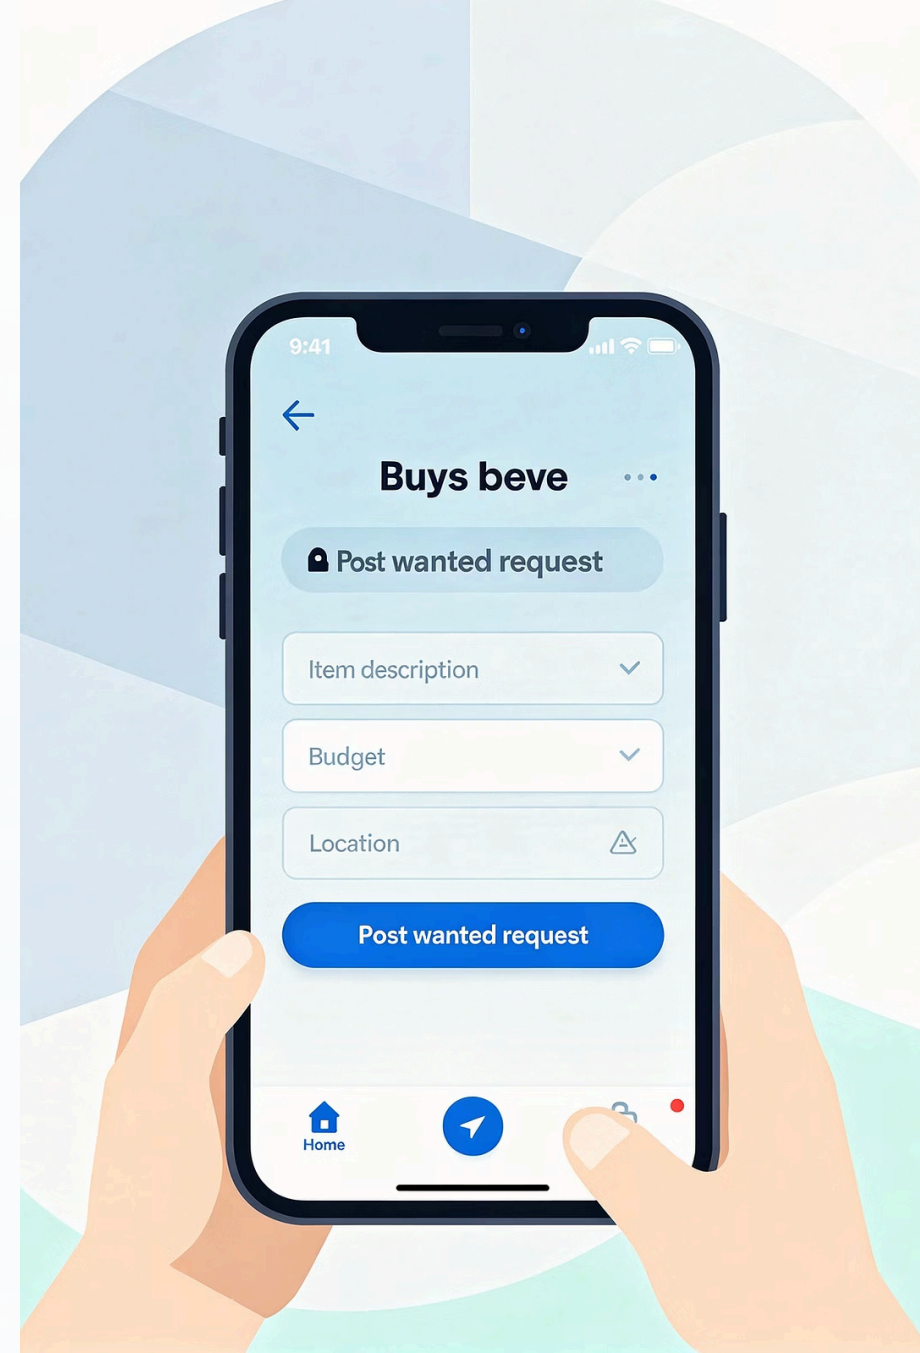 9:41
Buys beve
Post wanted request
Item description
Budget
Location
Post wanted request
Home